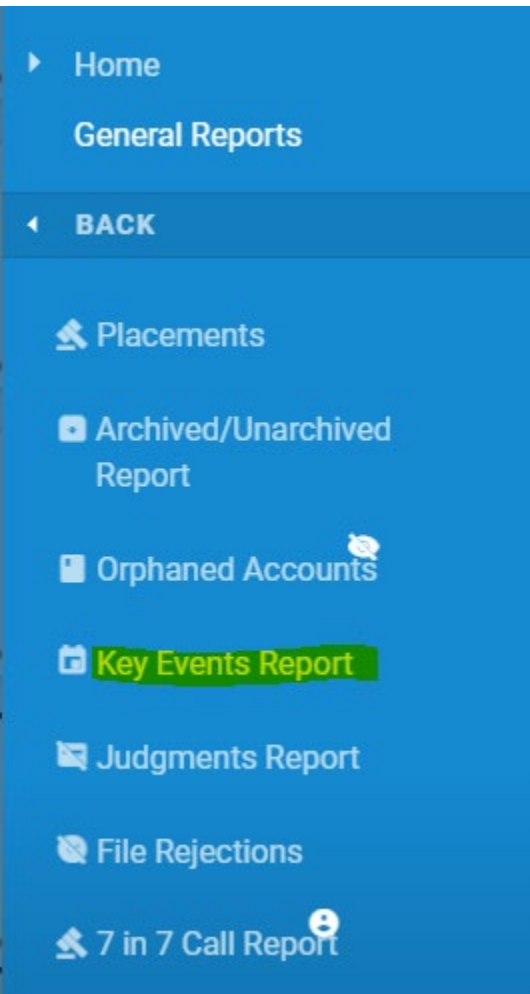 Home
General Reports
BACK
Placements
Archived/Unarchived
Report
Orphaned Accounts
Key Events Report
Judgments Report
File Rejections
7 in 7 Call Report